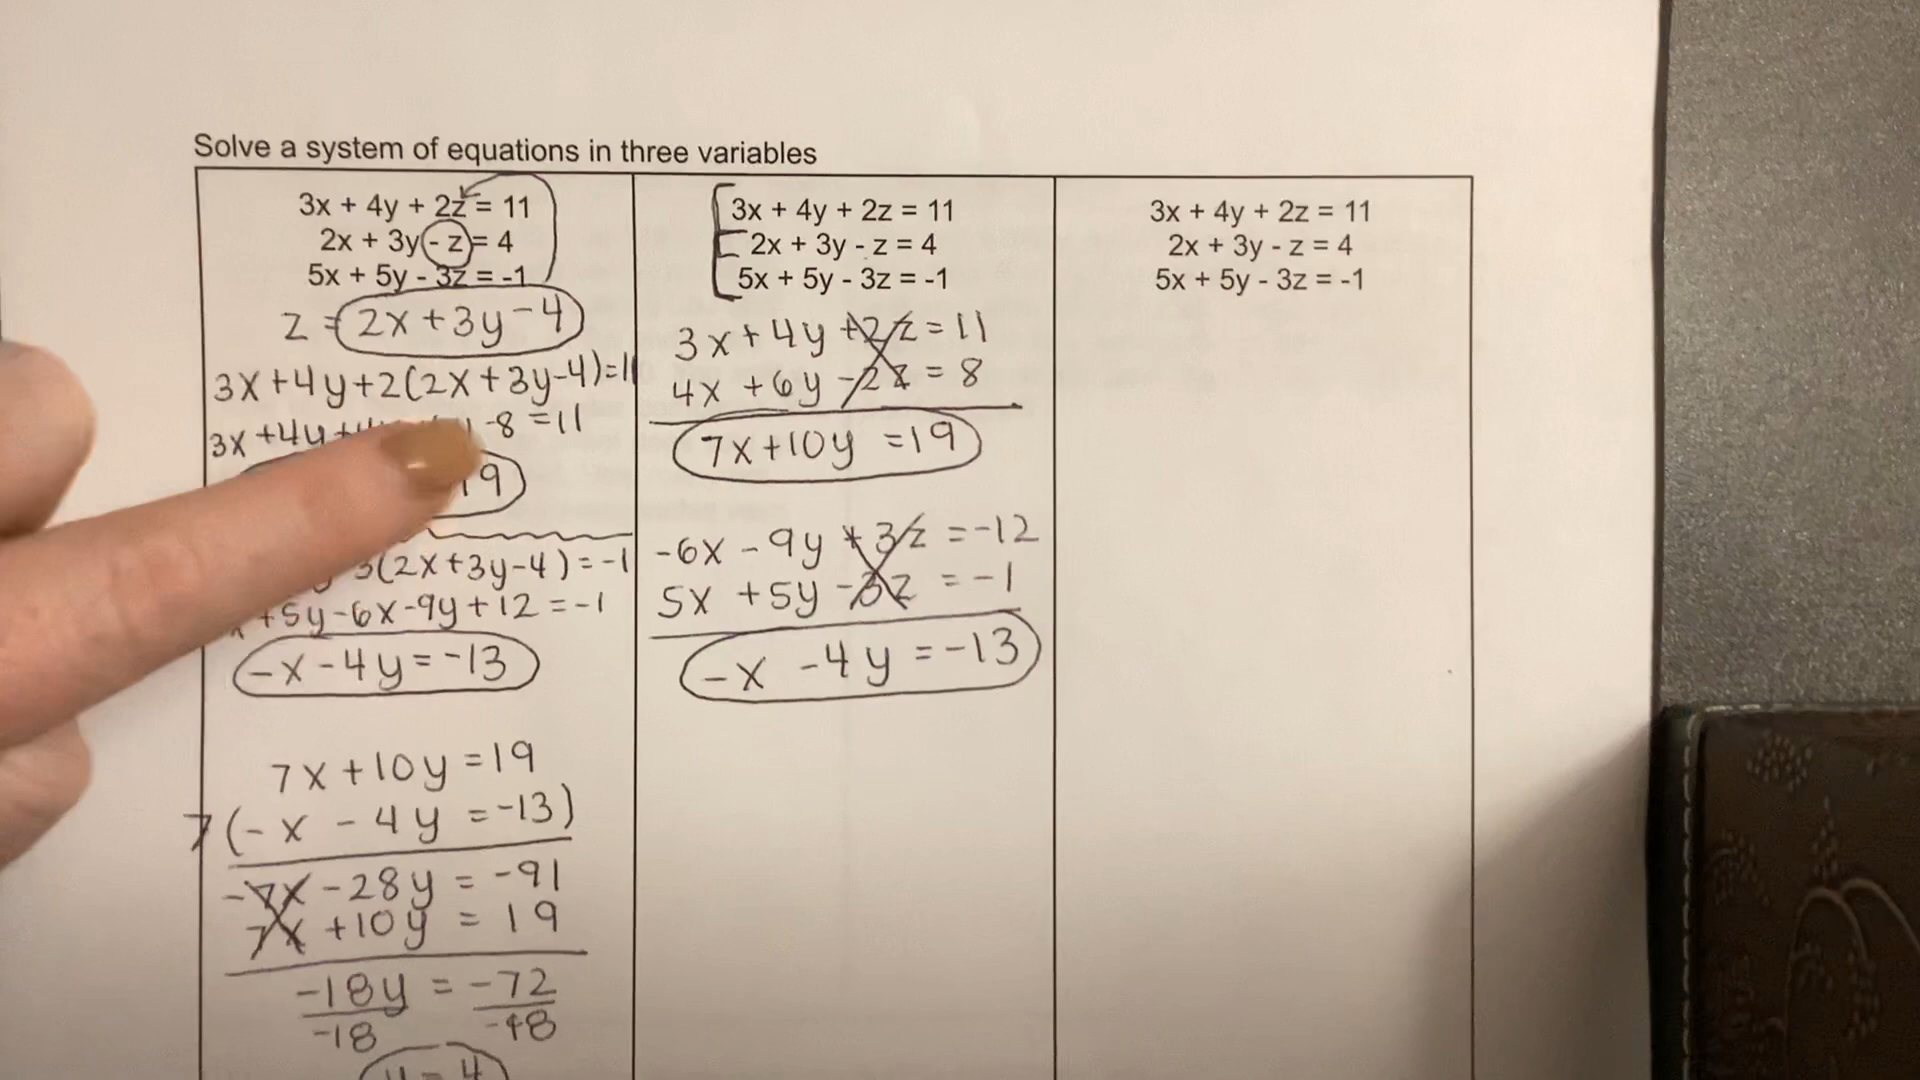 Solve a system of equations in three variables
3x + 4y + 2z = 11
2x + 3y - z = 4
5x + 5y - 3z = -1
z = 2x+3y-4
3x+4y+2(2x+3y-4)=1
3x+4y+ -8 =11
19
3(2x+3y-4)=-1
+5y-6x-9y+12=-1
-x-4y=-13
7x+10y=19
7(-x - 4y =-13)
-7x-28y = -91
7x +10y = 19
-18y = -72
-18 -18
y = 4
3x + 4y + 2z = 11
2x + 3y - z = 4
5x + 5y - 3z = -1
3x+4y+2z=11
4x +6y-2z = 8
7x+10y =19
-6x-9y+3z =-12
5x +5y-3z =-1
-x -4y =-13
3x + 4y + 2z = 11
2x + 3y - z = 4
5x + 5y - 3z = -1